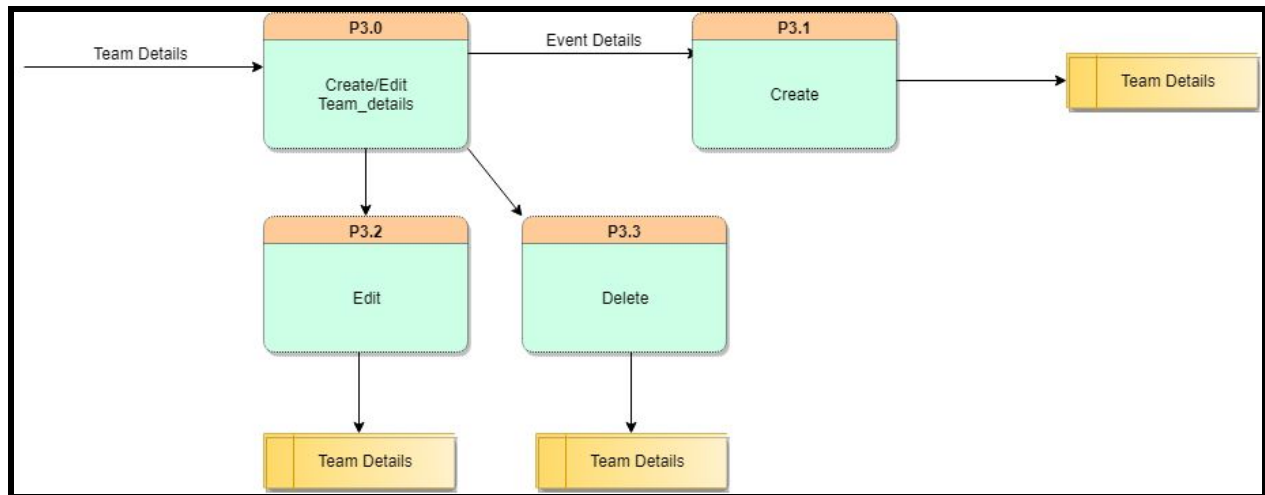 P3.0
Team Details
Create/Edit
Team_details
Event Details
P3.1
Create
Team Details
P3.2
Edit
P3.3
Delete
Team Details
Team Details